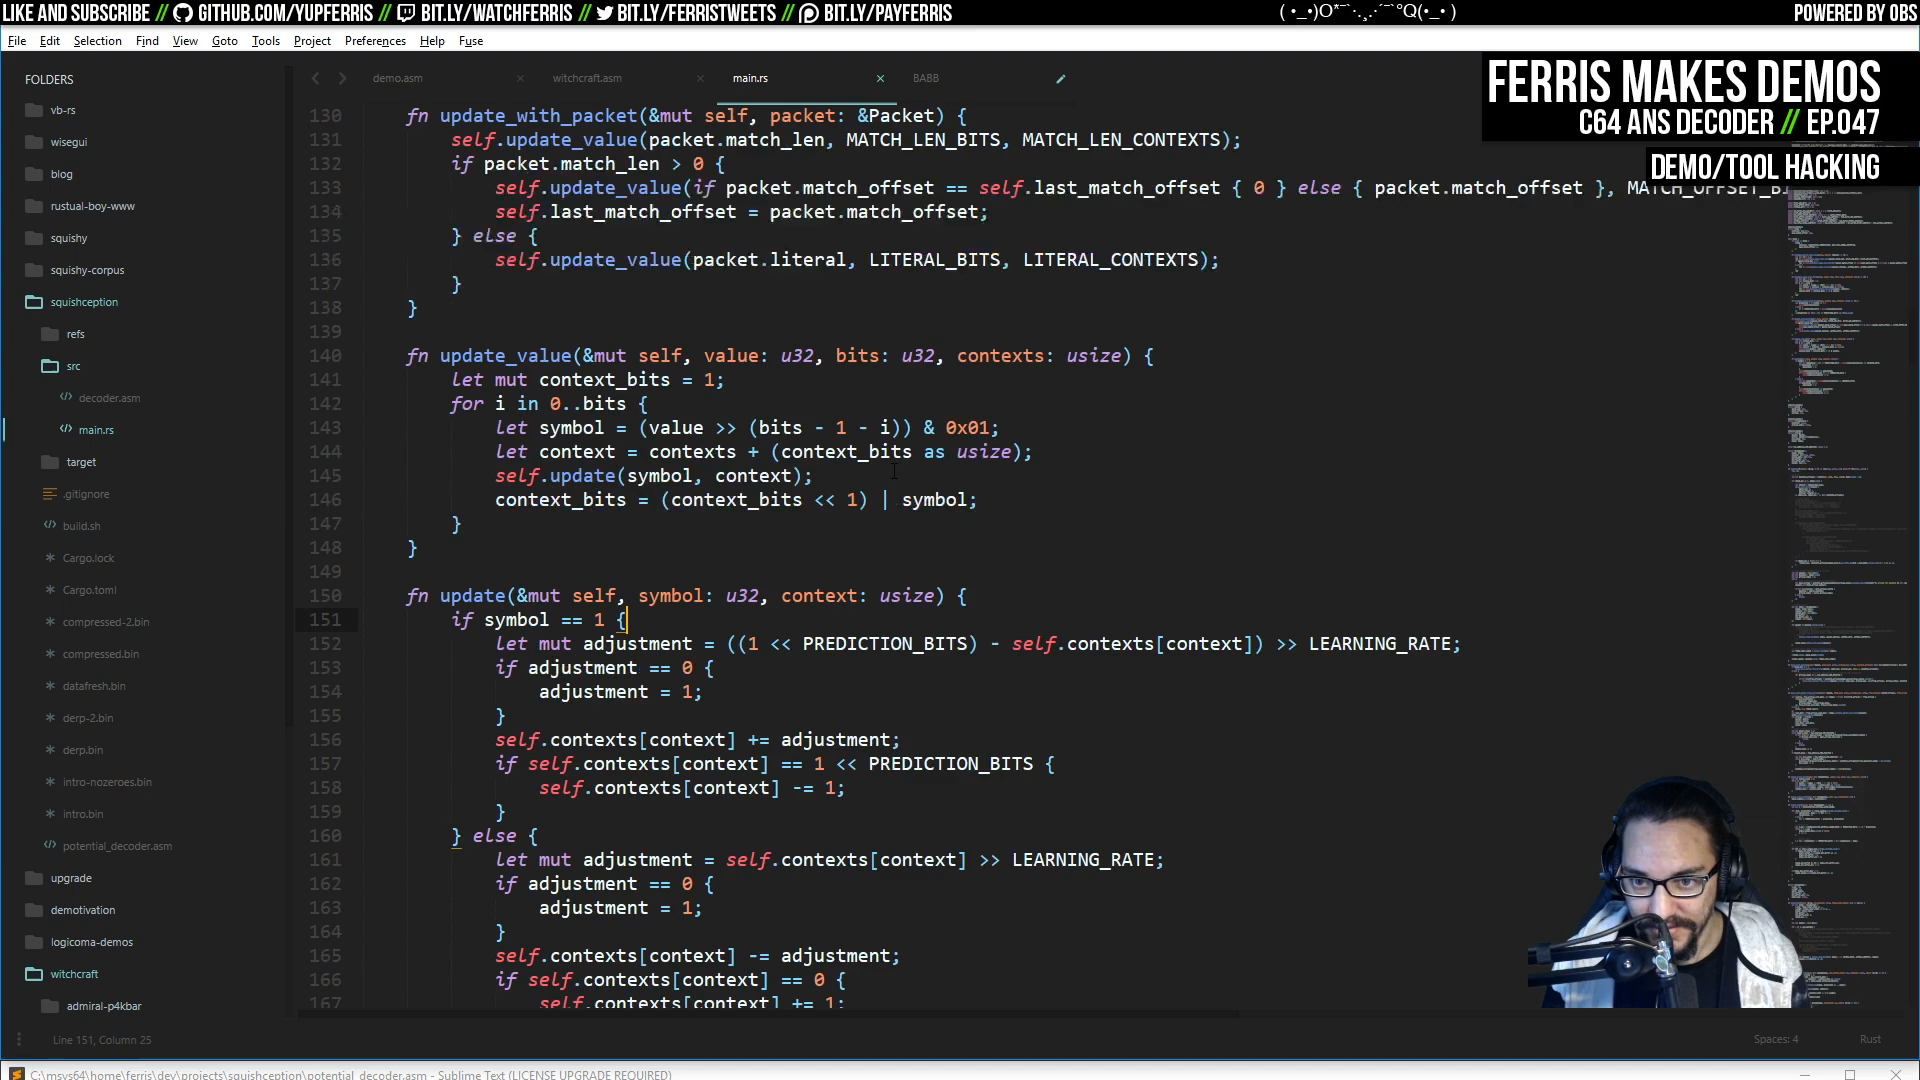 LIKE AND SUBSCRIBE // GITHUB.COM/YUPFERRIS // BIT.LY/WATCHFERRIS // BIT.LY/FERRISTWEETS // BIT.LY/PAYFERRIS
POWERED BY OBS
File Edit Selection Find View Goto Tools Project Preferences Help Fuse
FERRIS MAKES DEMOS
C64 ANS DECODER // EP.047
DEMO/TOOL HACKING
FOLDERS
vb-rs
wisegui
blog
rustual-boy-www
squishy
squishy-corpus
squishception
refs
src
decoder.asm
main.rs
target
.gitignore
build.sh
Cargo.lock
Cargo.toml
compressed-2.bin
compressed.bin
datafresh.bin
derp-2.bin
derp.bin
intro-nozeroes.bin
intro.bin
potential_decoder.asm
upgrade
demotivation
logicoma-demos
witchcraft
admiral-p4kbar
demo.asm witchcraft.asm main.rs BABB
130 fn update_with_packet(&mut self, packet: &Packet) {
131 self.update_value(packet.match_len, MATCH_LEN_BITS, MATCH_LEN_CONTEXTS);
132 if packet.match_len > 0 {
133 self.update_value(if packet.match_offset == self.last_match_offset { 0 } else { packet.match_offset }, MATCH_OFFSET_B
134 self.last_match_offset = packet.match_offset;
135 } else {
136 self.update_value(packet.literal, LITERAL_BITS, LITERAL_CONTEXTS);
137 }
138 }
139
140 fn update_value(&mut self, value: u32, bits: u32, contexts: usize) {
141 let mut context_bits = 1;
142 for i in 0..bits {
143 let symbol = (value >> (bits - 1 - i)) & 0x01;
144 let context = contexts + (context_bits as usize);
145 self.update(symbol, context);
146 context_bits = (context_bits << 1) | symbol;
147 }
148 }
149
150 fn update(&mut self, symbol: u32, context: usize) {
151 if symbol == 1 {
152 let mut adjustment = ((1 << PREDICTION_BITS) - self.contexts[context]) >> LEARNING_RATE;
153 if adjustment == 0 {
154 adjustment = 1;
155 }
156 self.contexts[context] += adjustment;
157 if self.contexts[context] == 1 << PREDICTION_BITS {
158 self.contexts[context] -= 1;
159 }
160 } else {
161 let mut adjustment = self.contexts[context] >> LEARNING_RATE;
162 if adjustment == 0 {
163 adjustment = 1;
164 }
165 self.contexts[context] -= adjustment;
166 if self.contexts[context] == 0 {
167 self.contexts[context] += 1;
Line 151, Column 25
Spaces: 4 Rust
C:\msys64\home\ferris\dev\projects\squishception\potential_decoder.asm - Sublime Text (LICENSE UPGRADE REQUIRED)